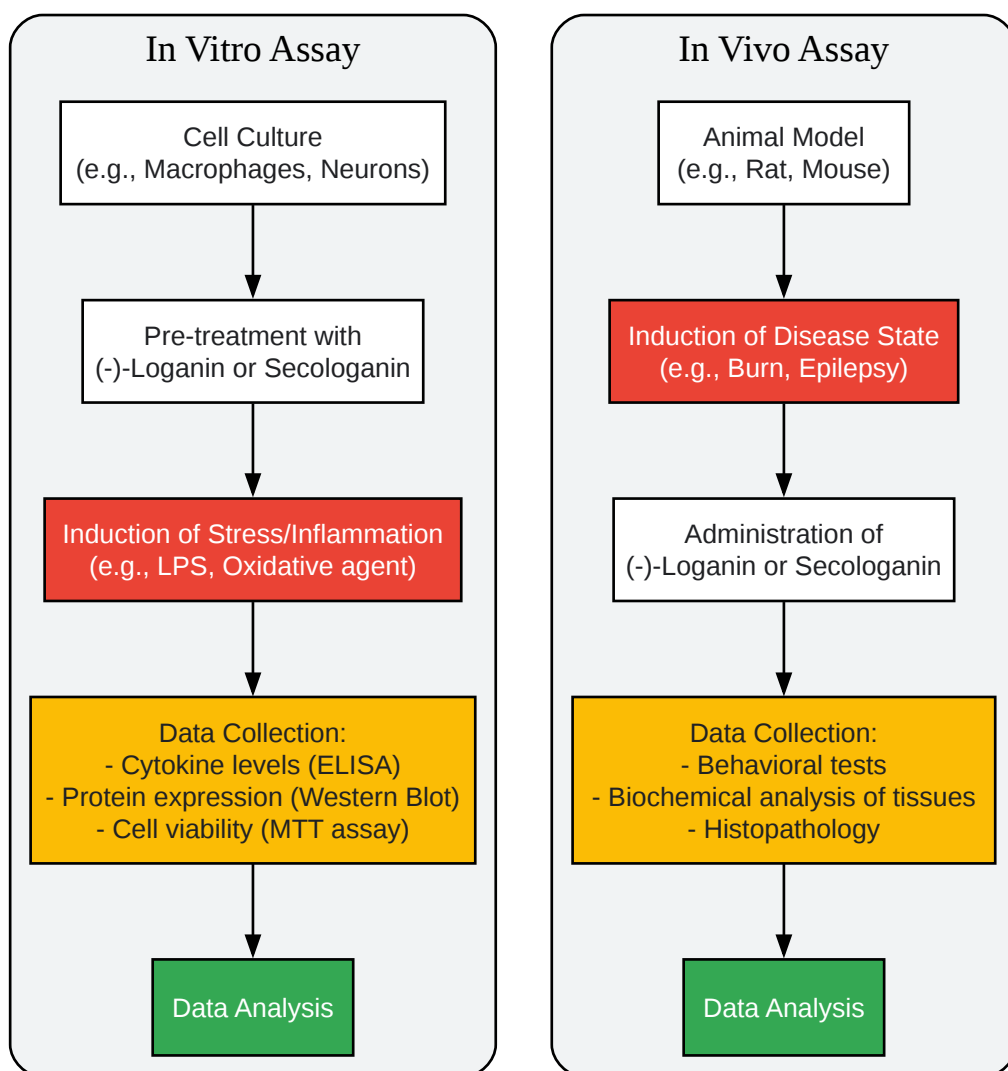 In Vitro Assay
Cell Culture
(e.g., Macrophages, Neurons)
Pre-treatment with
(-)-Loganin or Secologanin
Induction of Stress/Inflammation
(e.g., LPS, Oxidative agent)
Data Collection:
- Cytokine levels (ELISA)
- Protein expression (Western Blot)
- Cell viability (MTT assay)
Data Analysis
In Vivo Assay
Animal Model
(e.g., Rat, Mouse)
Induction of Disease State
(e.g., Burn, Epilepsy)
Administration of
(-)-Loganin or Secologanin
Data Collection:
- Behavioral tests
- Biochemical analysis of tissues
- Histopathology
Data Analysis